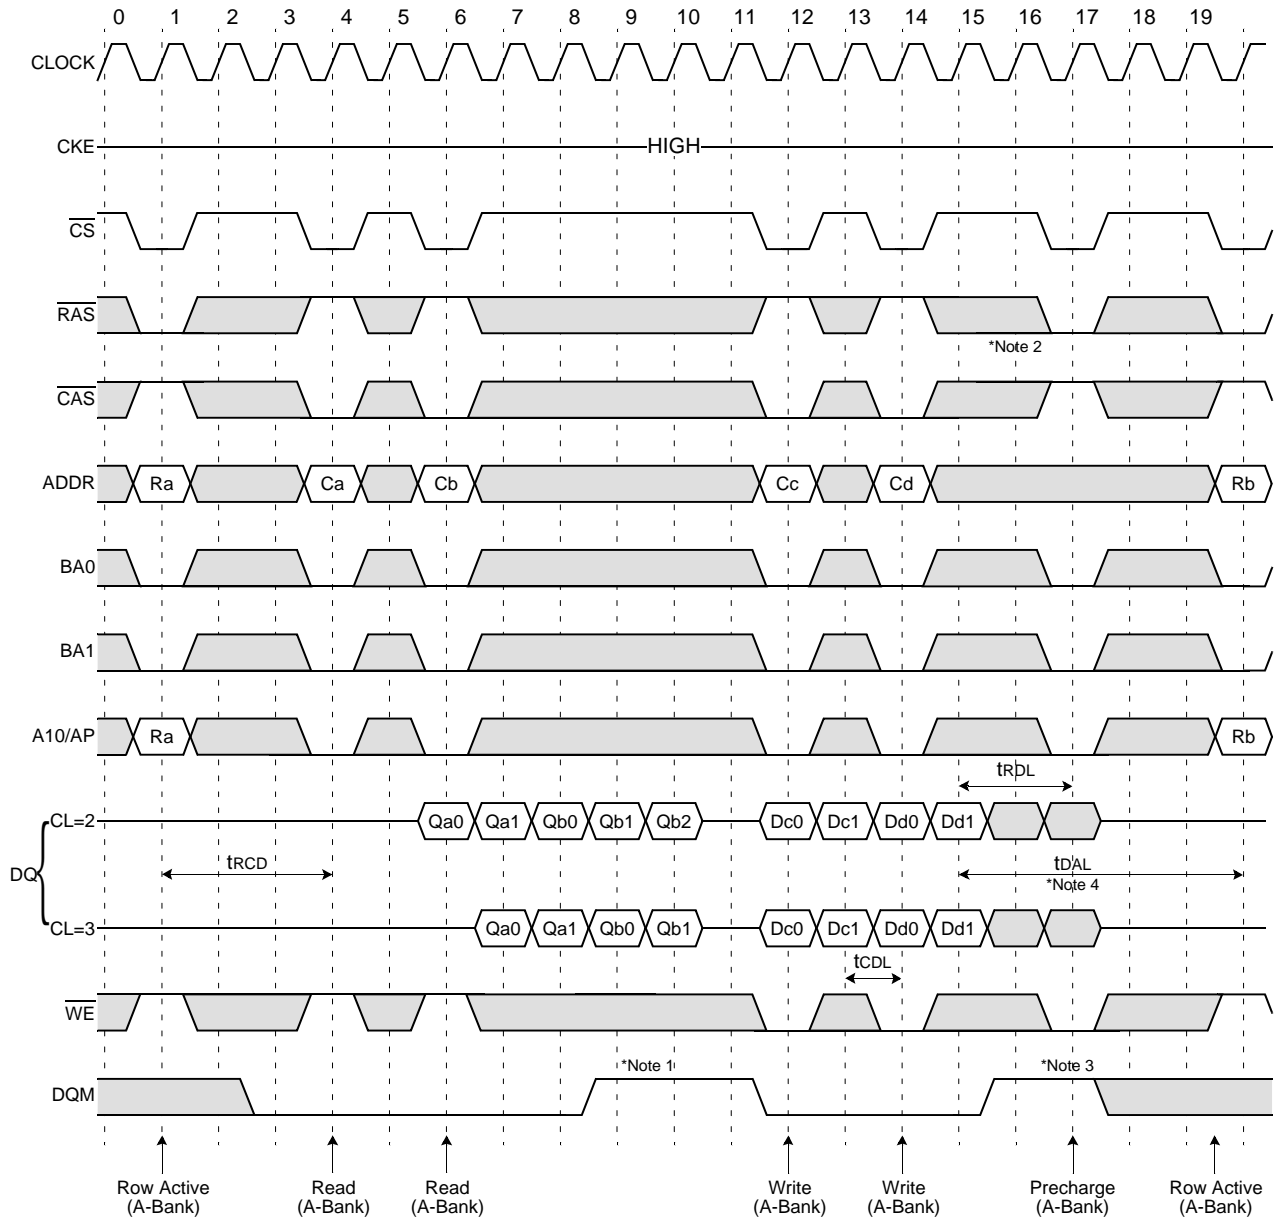 0 1 2 3 4 5 6 7 8 9 10 11 12 13 14 15 16 17 18 19
CLOCK
CKE HIGH
CS
RAS
*Note 2
CAS
ADDR Ra Ca Cb Cc Cd Rb
BA0
BA1
A10/AP Ra Rb
tRDL
CL=2 Qa0 Qa1 Qb0 Qb1 Qb2 Dc0 Dc1 Dd0 Dd1
DQ tRCD tDAL
*Note 4
CL=3 Qa0 Qa1 Qb0 Qb1 Dc0 Dc1 Dd0 Dd1
tCDL
WE
*Note 1 *Note 3
DQM
Row Active Read Read Write Write Precharge Row Active
(A-Bank) (A-Bank) (A-Bank) (A-Bank) (A-Bank) (A-Bank) (A-Bank)